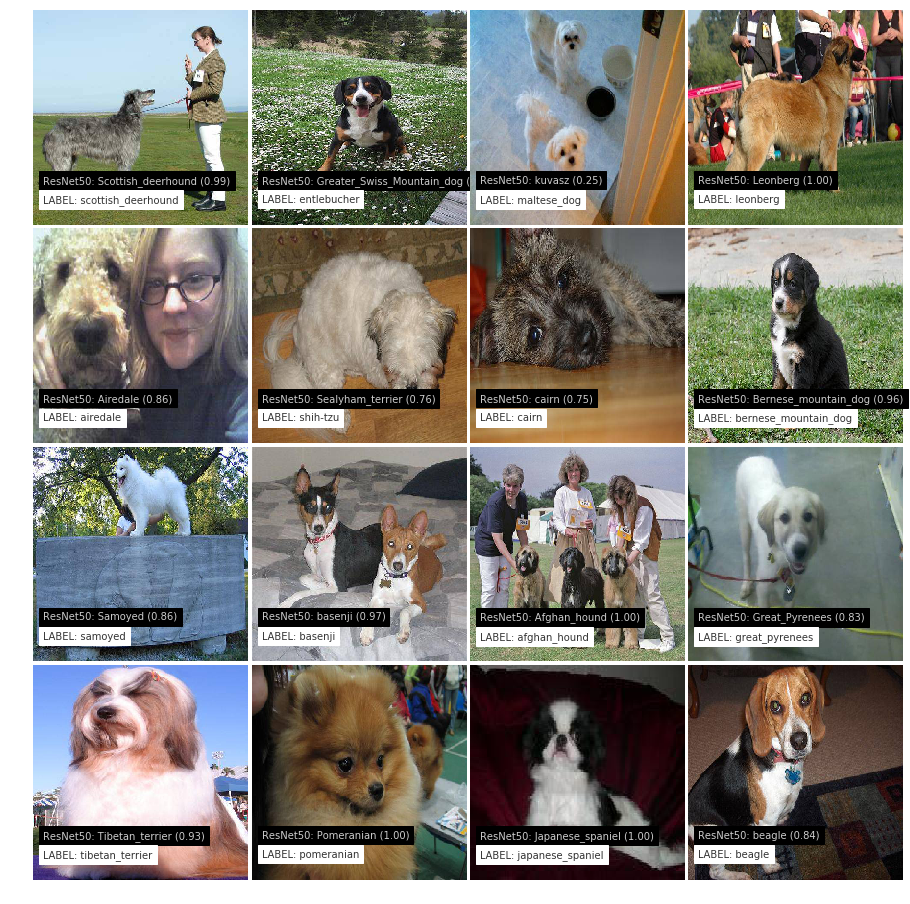 ResNet50: Scottish_deerhound (0.99)
LABEL: scottish_deerhound
ResNet50: Greater_Swiss_Mountain_dog (
LABEL: entlebucher
ResNet50: kuvasz (0.25)
LABEL: maltese_dog
ResNet50: Leonberg (1.00)
LABEL: leonberg
ResNet50: Airedale (0.86)
LABEL: airedale
ResNet50: Sealyham_terrier (0.76)
LABEL: shih-tzu
ResNet50: cairn (0.75)
LABEL: cairn
ResNet50: Bernese_mountain_dog (0.96)
LABEL: bernese_mountain_dog
ResNet50: Samoyed (0.86)
LABEL: samoyed
ResNet50: basenji (0.97)
LABEL: basenji
ResNet50: Afghan_hound (1.00)
LABEL: afghan_hound
ResNet50: Great_Pyrenees (0.83)
LABEL: great_pyrenees
ResNet50: Tibetan_terrier (0.93)
LABEL: tibetan_terrier
ResNet50: Pomeranian (1.00)
LABEL: pomeranian
ResNet50: Japanese_spaniel (1.00)
LABEL: japanese_spaniel
ResNet50: beagle (0.84)
LABEL: beagle